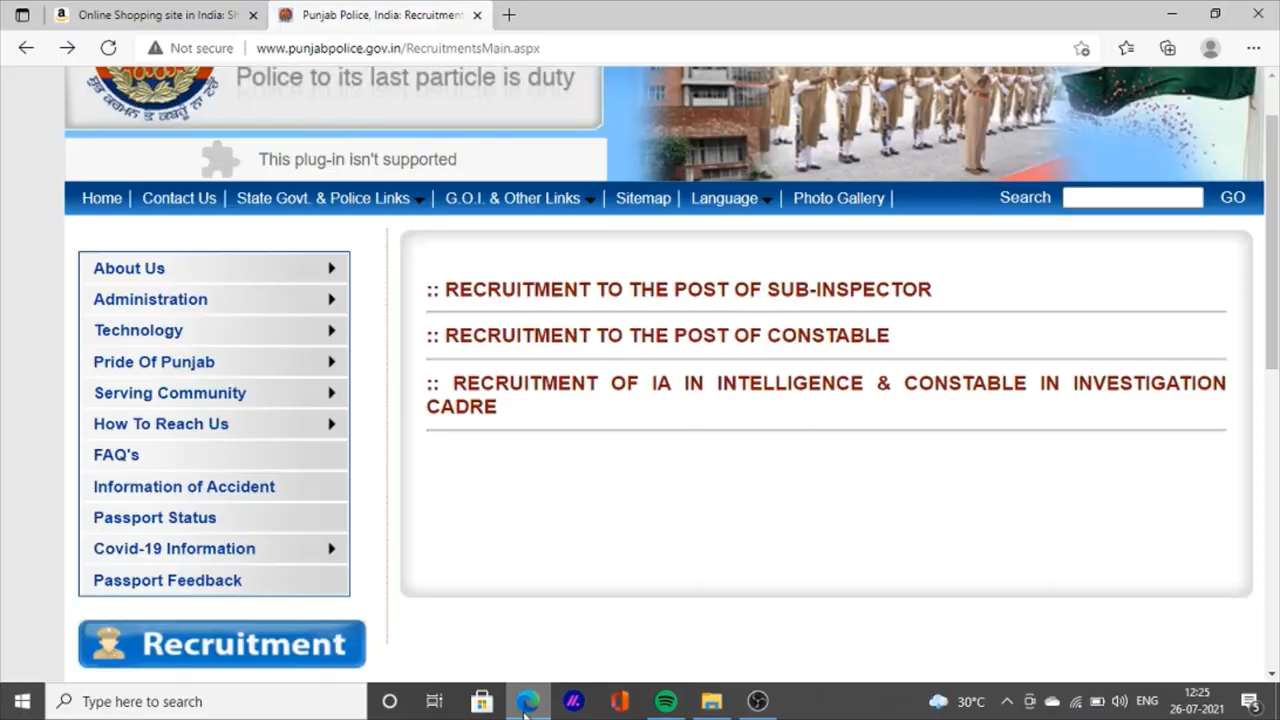 Online Shopping site in India: Sh
Punjab Police, India: Recruitment
Not secure
www.punjabpolice.gov.in/RecruitmentsMain.aspx
Police to its last particle is duty
This plug-in isn't supported
Home | Contact Us | State Govt. & Police Links | G.O.I. & Other Links | Sitemap | Language | Photo Gallery |
Search GO
About Us
Administration
Technology
Pride Of Punjab
Serving Community
How To Reach Us
FAQ's
Information of Accident
Passport Status
Covid-19 Information
Passport Feedback
Recruitment
:: RECRUITMENT TO THE POST OF SUB-INSPECTOR
:: RECRUITMENT TO THE POST OF CONSTABLE
:: RECRUITMENT OF IA IN INTELLIGENCE & CONSTABLE IN INVESTIGATION
CADRE
Type here to search
30°C
ENG
12:25
26-07-2021
5